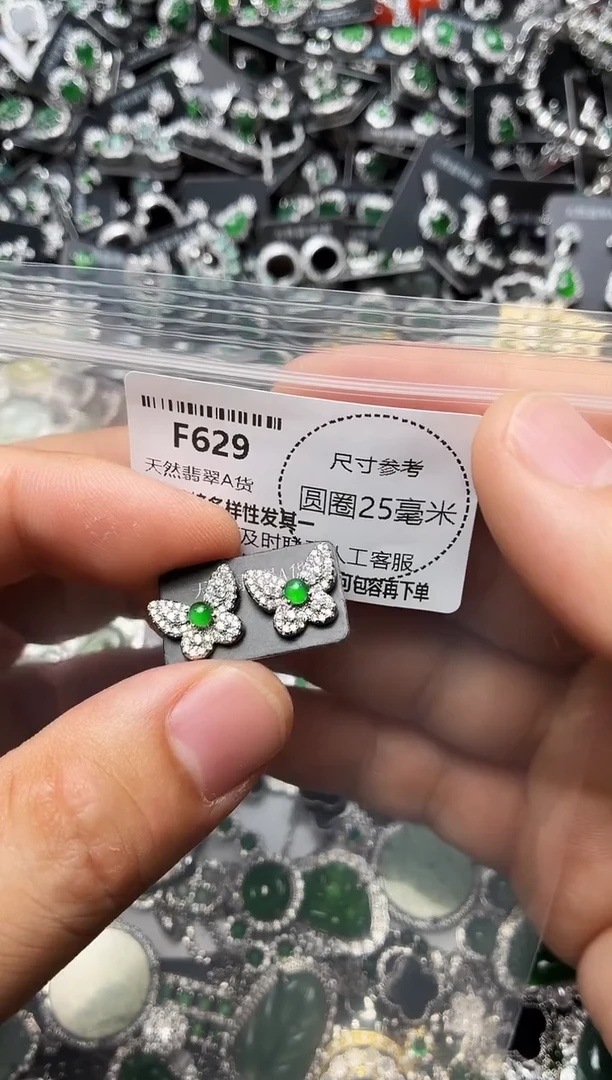 F629
天然翡翠A货
尺寸参考
圆圈25毫米
多样性发其一
及时联
人工客服
可包容再下单